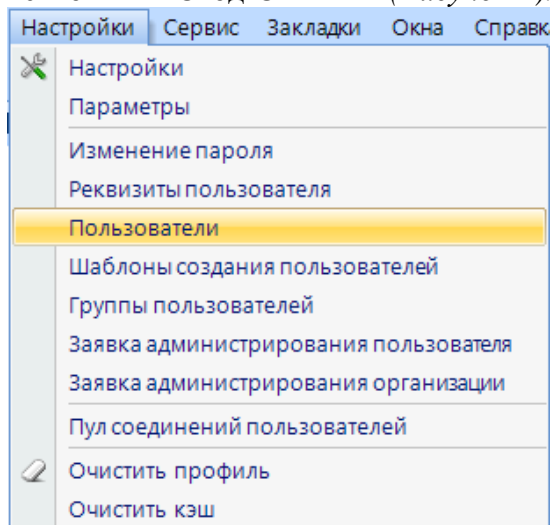 Настройки Сервис Закладки Окна Справк
Настройки
Параметры
Изменение пароля
Реквизиты пользователя
Пользователи
Шаблоны создания пользователей
Группы пользователей
Заявка администрирования пользователя
Заявка администрирования организации
Пул соединений пользователей
Очистить профиль
Очистить кэш